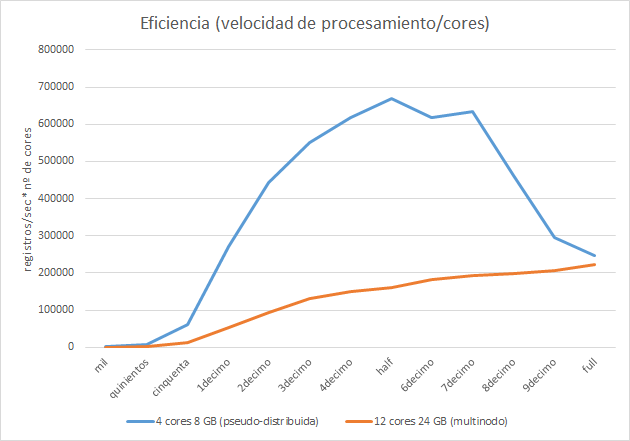 Eficiencia (velocidad de procesamiento/cores)
800000
700000
600000
500000
400000
300000
200000
100000
0
registros/sec * nº de cores
mil
quinientos
cinquenta
1decimo
2decimo
3decimo
4decimo
half
6decimo
7decimo
8decimo
9decimo
full
4 cores 8 GB (pseudo-distribuida)
12 cores 24 GB (multinodo)